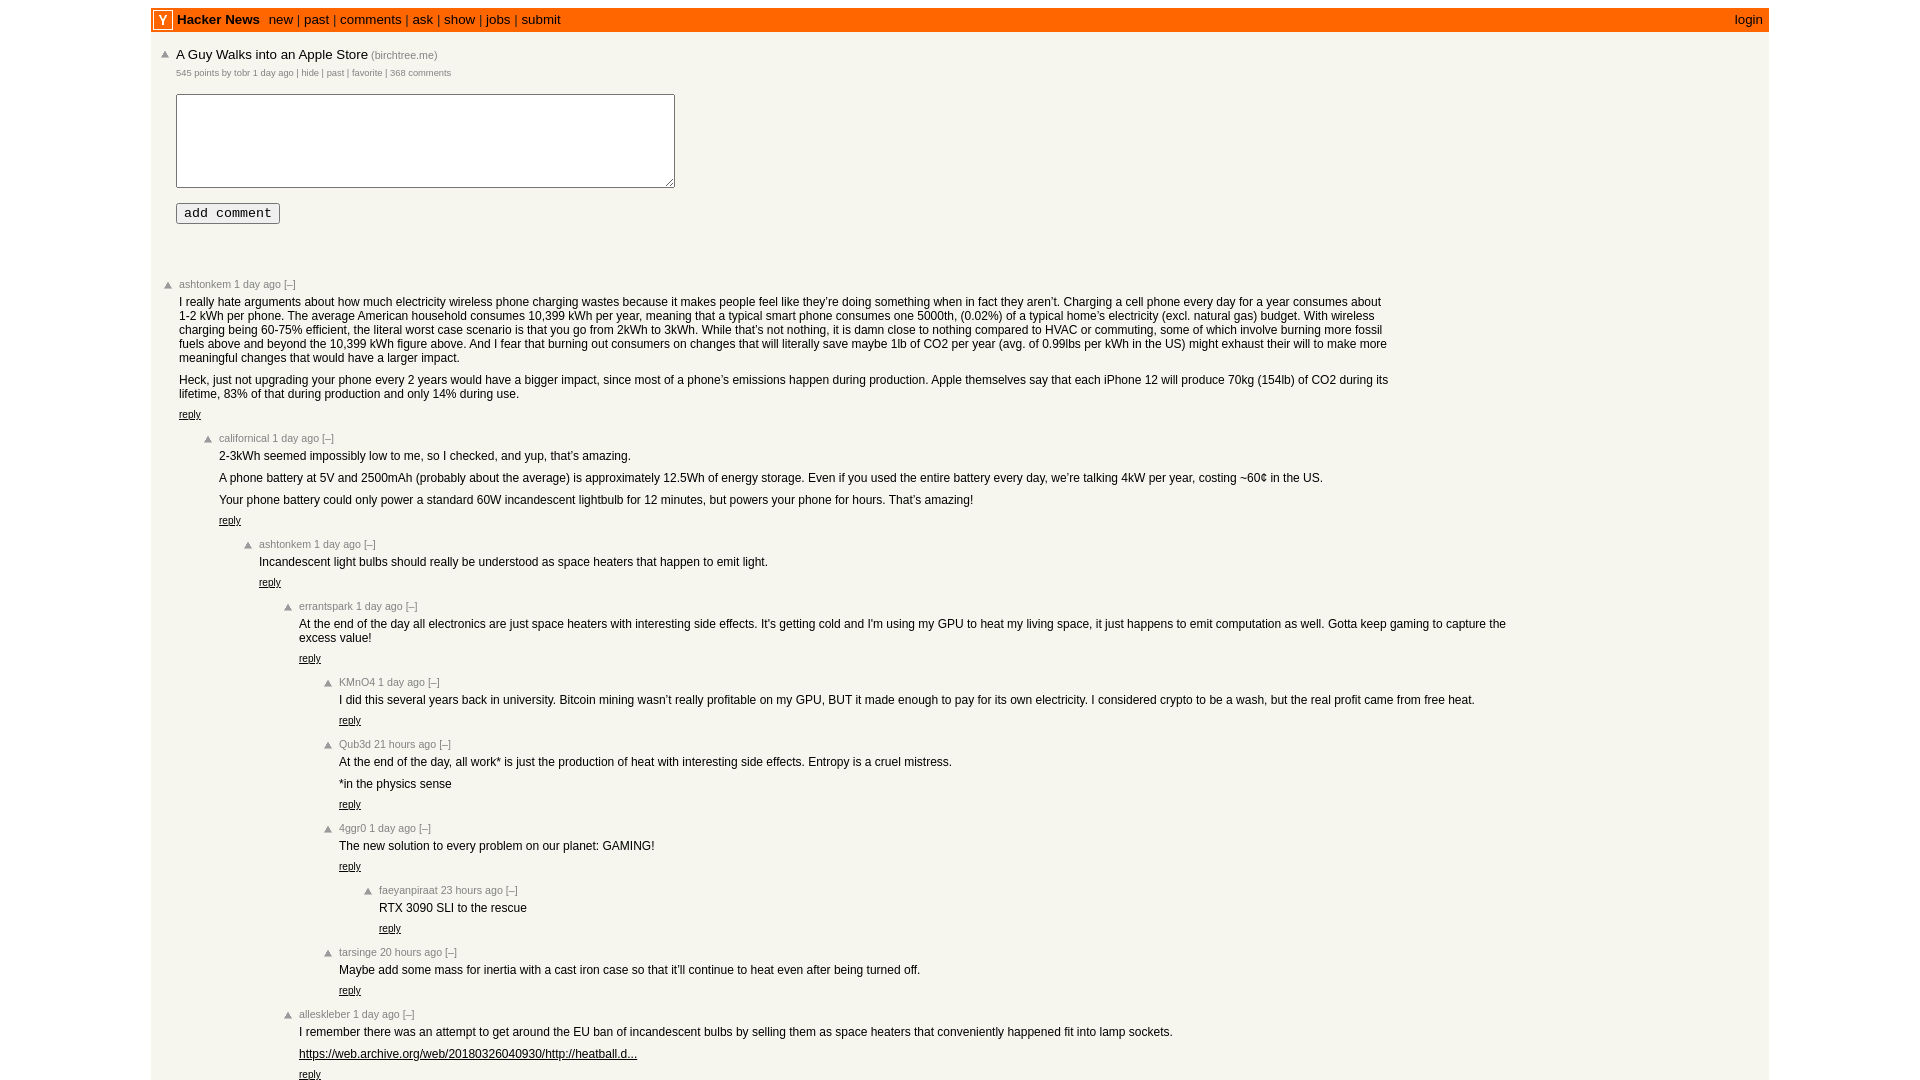 Y Hacker News new | past | comments | ask | show | jobs | submit login
A Guy Walks into an Apple Store (birchtree.me)
545 points by tobr 1 day ago | hide | past | favorite | 368 comments
add comment
ashtonkem 1 day ago [–]
I really hate arguments about how much electricity wireless phone charging wastes because it makes people feel like they’re doing something when in fact they aren’t. Charging a cell phone every day for a year consumes about
1-2 kWh per phone. The average American household consumes 10,399 kWh per year, meaning that a typical smart phone consumes one 5000th, (0.02%) of a typical home’s electricity (excl. natural gas) budget. With wireless
charging being 60-75% efficient, the literal worst case scenario is that you go from 2kWh to 3kWh. While that’s not nothing, it is damn close to nothing compared to HVAC or commuting, some of which involve burning more fossil
fuels above and beyond the 10,399 kWh figure above. And I fear that burning out consumers on changes that will literally save maybe 1lb of CO2 per year (avg. of 0.99lbs per kWh in the US) might exhaust their will to make more
meaningful changes that would have a larger impact.
Heck, just not upgrading your phone every 2 years would have a bigger impact, since most of a phone’s emissions happen during production. Apple themselves say that each iPhone 12 will produce 70kg (154lb) of CO2 during its
lifetime, 83% of that during production and only 14% during use.
reply
californical 1 day ago [–]
2-3kWh seemed impossibly low to me, so I checked, and yup, that’s amazing.
A phone battery at 5V and 2500mAh (probably about the average) is approximately 12.5Wh of energy storage. Even if you used the entire battery every day, we’re talking 4kW per year, costing ~60¢ in the US.
Your phone battery could only power a standard 60W incandescent lightbulb for 12 minutes, but powers your phone for hours. That’s amazing!
reply
ashtonkem 1 day ago [–]
Incandescent light bulbs should really be understood as space heaters that happen to emit light.
reply
errantspark 1 day ago [–]
At the end of the day all electronics are just space heaters with interesting side effects. It's getting cold and I'm using my GPU to heat my living space, it just happens to emit computation as well. Gotta keep gaming to capture the
excess value!
reply
KMnO4 1 day ago [–]
I did this several years back in university. Bitcoin mining wasn’t really profitable on my GPU, BUT it made enough to pay for its own electricity. I considered crypto to be a wash, but the real profit came from free heat.
reply
Qub3d 21 hours ago [–]
At the end of the day, all work* is just the production of heat with interesting side effects. Entropy is a cruel mistress.
*in the physics sense
reply
4ggr0 1 day ago [–]
The new solution to every problem on our planet: GAMING!
reply
faeyanpiraat 23 hours ago [–]
RTX 3090 SLI to the rescue
reply
tarsinge 20 hours ago [–]
Maybe add some mass for inertia with a cast iron case so that it’ll continue to heat even after being turned off.
reply
alleskleber 1 day ago [–]
I remember there was an attempt to get around the EU ban of incandescent bulbs by selling them as space heaters that conveniently happened fit into lamp sockets.
https://web.archive.org/web/20180326040930/http://heatball.d...
reply